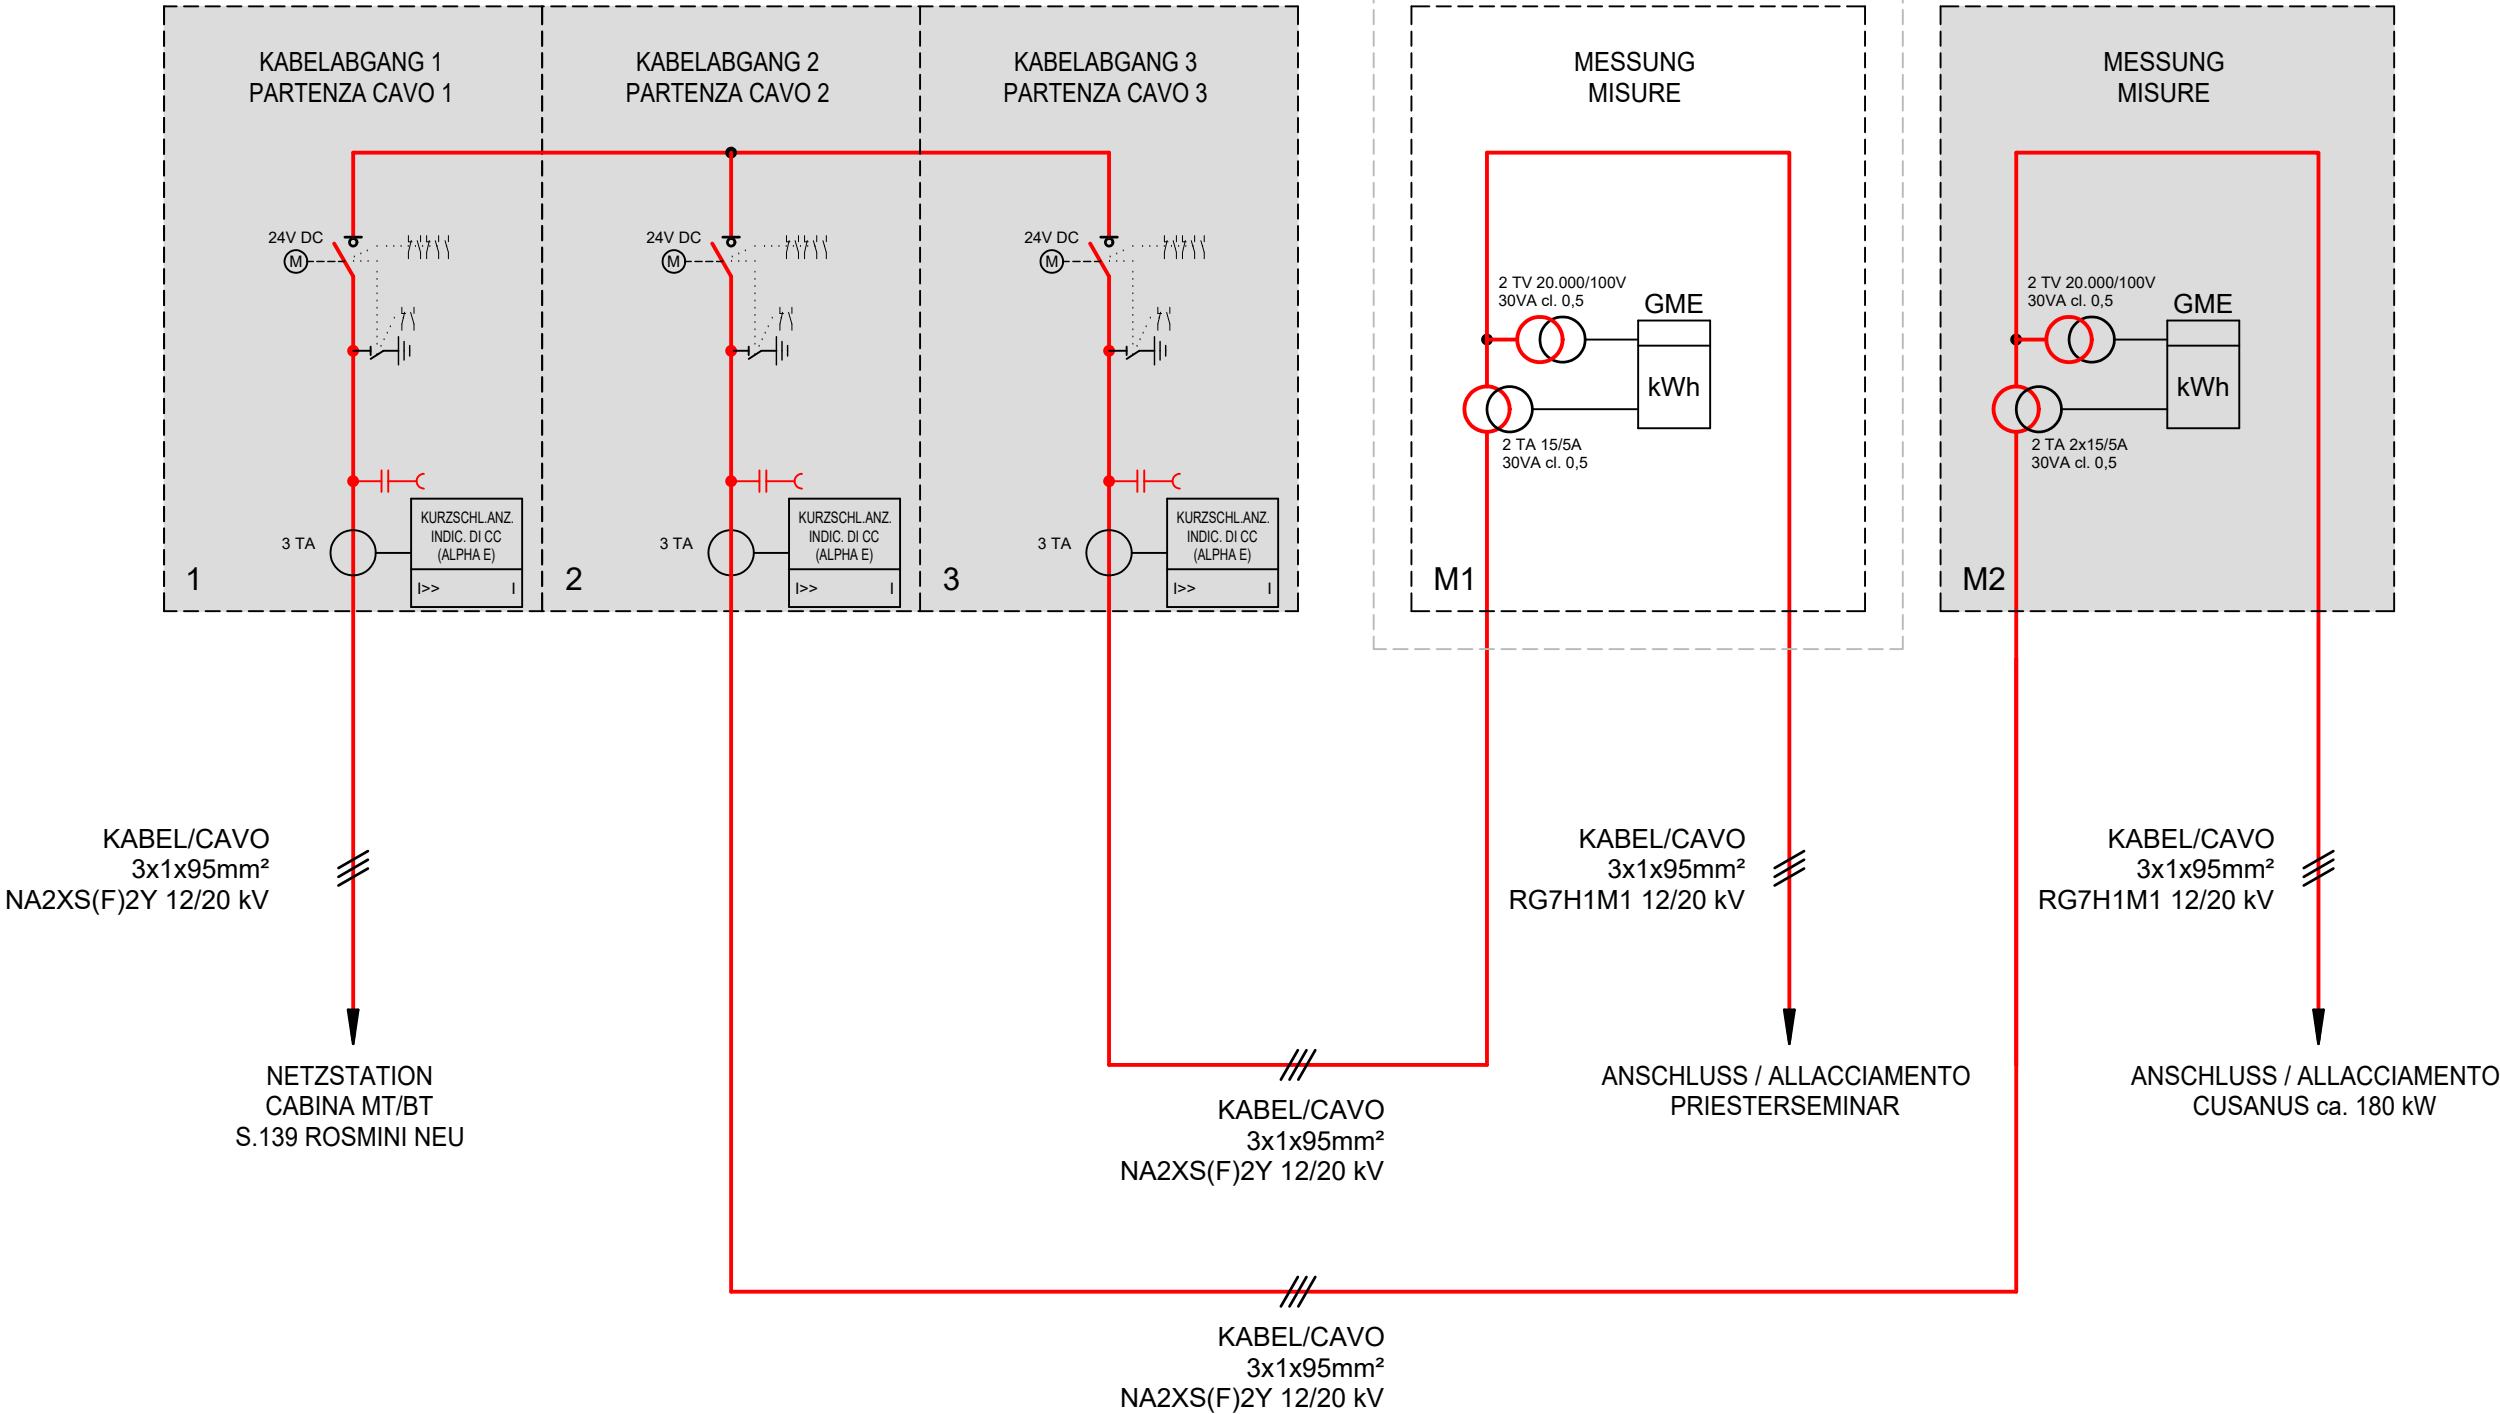 KABELABGANG 1
PARTENZA CAVO 1
KABELABGANG 2
PARTENZA CAVO 2
KABELABGANG 3
PARTENZA CAVO 3
MESSUNG
MISURE
MESSUNG
MISURE
24V DC
M
24V DC
M
24V DC
M
2 TV 20.000/100V
30VA cl. 0,5
GME
kWh
2 TA 15/5A
30VA cl. 0,5
2 TV 20.000/100V
30VA cl. 0,5
GME
kWh
2 TA 2x15/5A
30VA cl. 0,5
3 TA
KURZSCHL.ANZ.
INDIC. DI CC
(ALPHA E)
I>> I
1
3 TA
KURZSCHL.ANZ.
INDIC. DI CC
(ALPHA E)
I>> I
2
3 TA
KURZSCHL.ANZ.
INDIC. DI CC
(ALPHA E)
I>> I
3
M1
M2
KABEL/CAVO
3x1x95mm²
NA2XS(F)2Y 12/20 kV
KABEL/CAVO
3x1x95mm²
RG7H1M1 12/20 kV
KABEL/CAVO
3x1x95mm²
RG7H1M1 12/20 kV
NETZSTATION
CABINA MT/BT
S.139 ROSMINI NEU
KABEL/CAVO
3x1x95mm²
NA2XS(F)2Y 12/20 kV
ANSCHLUSS / ALLACCIAMENTO
PRIESTERSEMINAR
ANSCHLUSS / ALLACCIAMENTO
CUSANUS ca. 180 kW
KABEL/CAVO
3x1x95mm²
NA2XS(F)2Y 12/20 kV